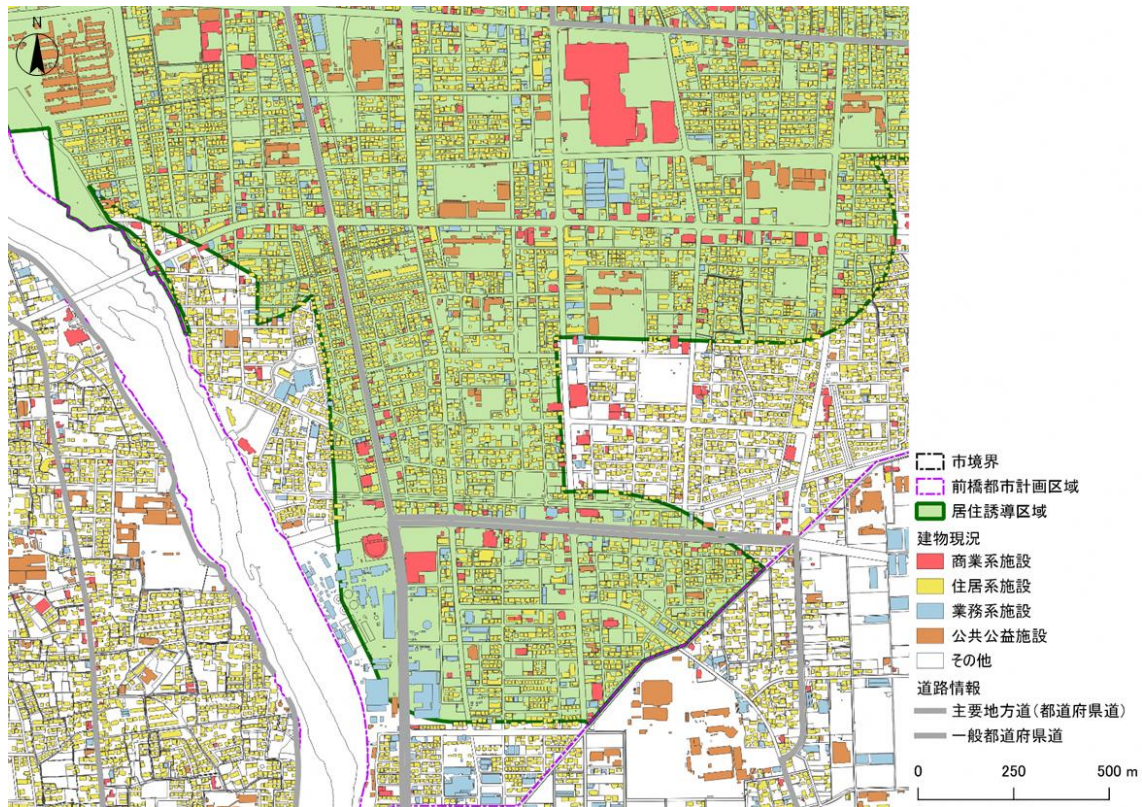 N
市境界
前橋都市計画区域
居住誘導区域
建物現況
商業系施設
住居系施設
業務系施設
公共公益施設
その他
道路情報
主要地方道(都道府県道)
一般都道府県道
0 250 500 m